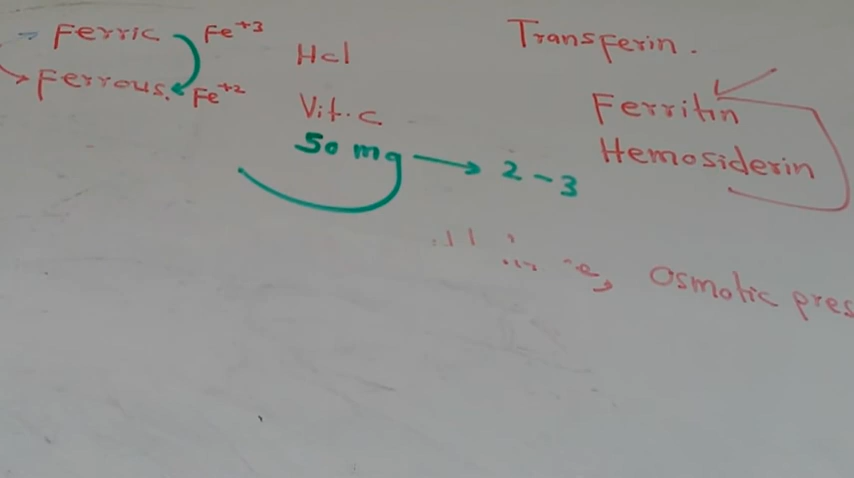 Ferric Fe+3
Ferrous. Fe+2
Hcl
Vit. C
50 mg → 2-3
Transferin.
Ferritin
Hemosiderin
Osmotic pres